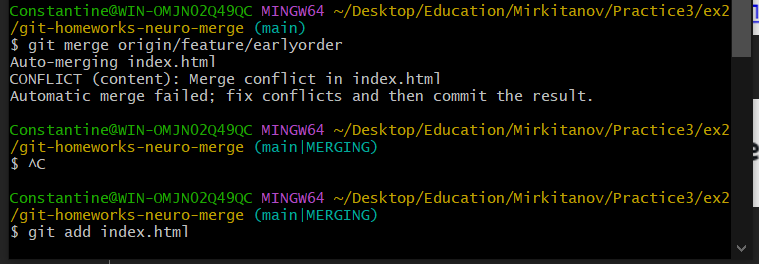 Constantine@WIN-OMJNO2Q49QC MINGW64 ~/Desktop/Education/Mirkitanov/Practice3/ex2
/git-homeworks-neuro-merge (main)
$ git merge origin/feature/earlyorder
Auto-merging index.html
CONFLICT (content): Merge conflict in index.html
Automatic merge failed; fix conflicts and then commit the result.
Constantine@WIN-OMJNO2Q49QC MINGW64 ~/Desktop/Education/Mirkitanov/Practice3/ex2
/git-homeworks-neuro-merge (main|MERGING)
$ ^C
Constantine@WIN-OMJNO2Q49QC MINGW64 ~/Desktop/Education/Mirkitanov/Practice3/ex2
/git-homeworks-neuro-merge (main|MERGING)
$ git add index.html